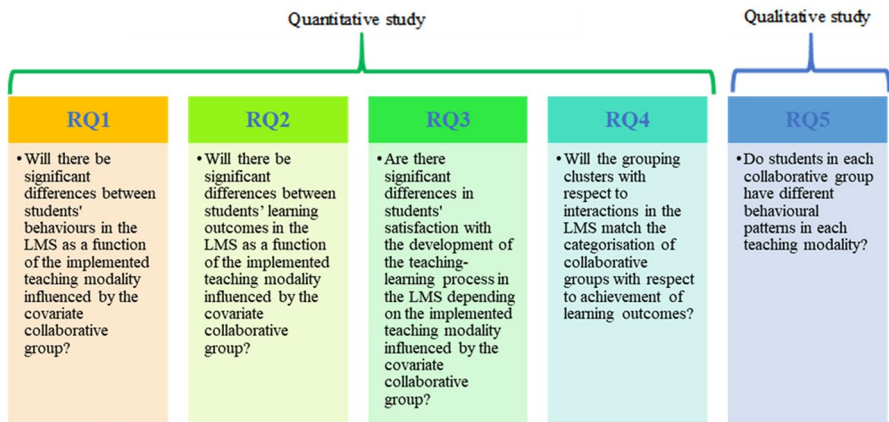 Quantitative study
Qualitative study
RQ1
• Will there be
significant
differences between
students'
behaviours in the
LMS as a function
of the implemented
teaching modality
influenced by the
covariate
collaborative
group?
RQ2
• Will there be
significant
differences between
students’ learning
outcomes in the
LMS as a function
of the implemented
teaching modality
influenced by the
covariate
collaborative
group?
RQ3
• Are there
significant
differences in
students'
satisfaction with
the development of
the teaching-
learning process in
the LMS depending
on the implemented
teaching modality
influenced by the
covariate
collaborative
group?
RQ4
• Will the grouping
clusters with
respect to
interactions in the
LMS match the
categorisation of
collaborative
groups with respect
to achievement of
learning outcomes?
RQ5
• Do students in each
collaborative group
have different
behavioural
patterns in each
teaching modality?